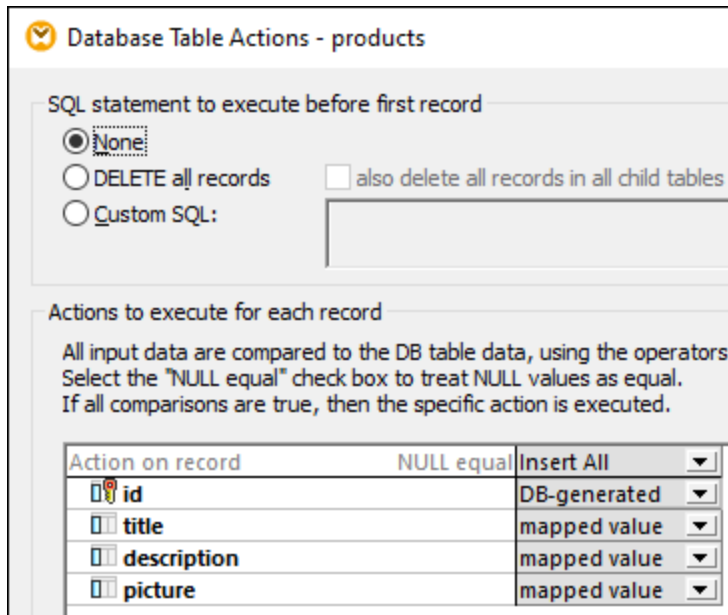 Database Table Actions - products
SQL statement to execute before first record
None
DELETE all records
also delete all records in all child tables
Custom SQL:
Actions to execute for each record
All input data are compared to the DB table data, using the operators
Select the "NULL equal" check box to treat NULL values as equal.
If all comparisons are true, then the specific action is executed.
Action on record NULL equal Insert All
id DB-generated
title mapped value
description mapped value
picture mapped value